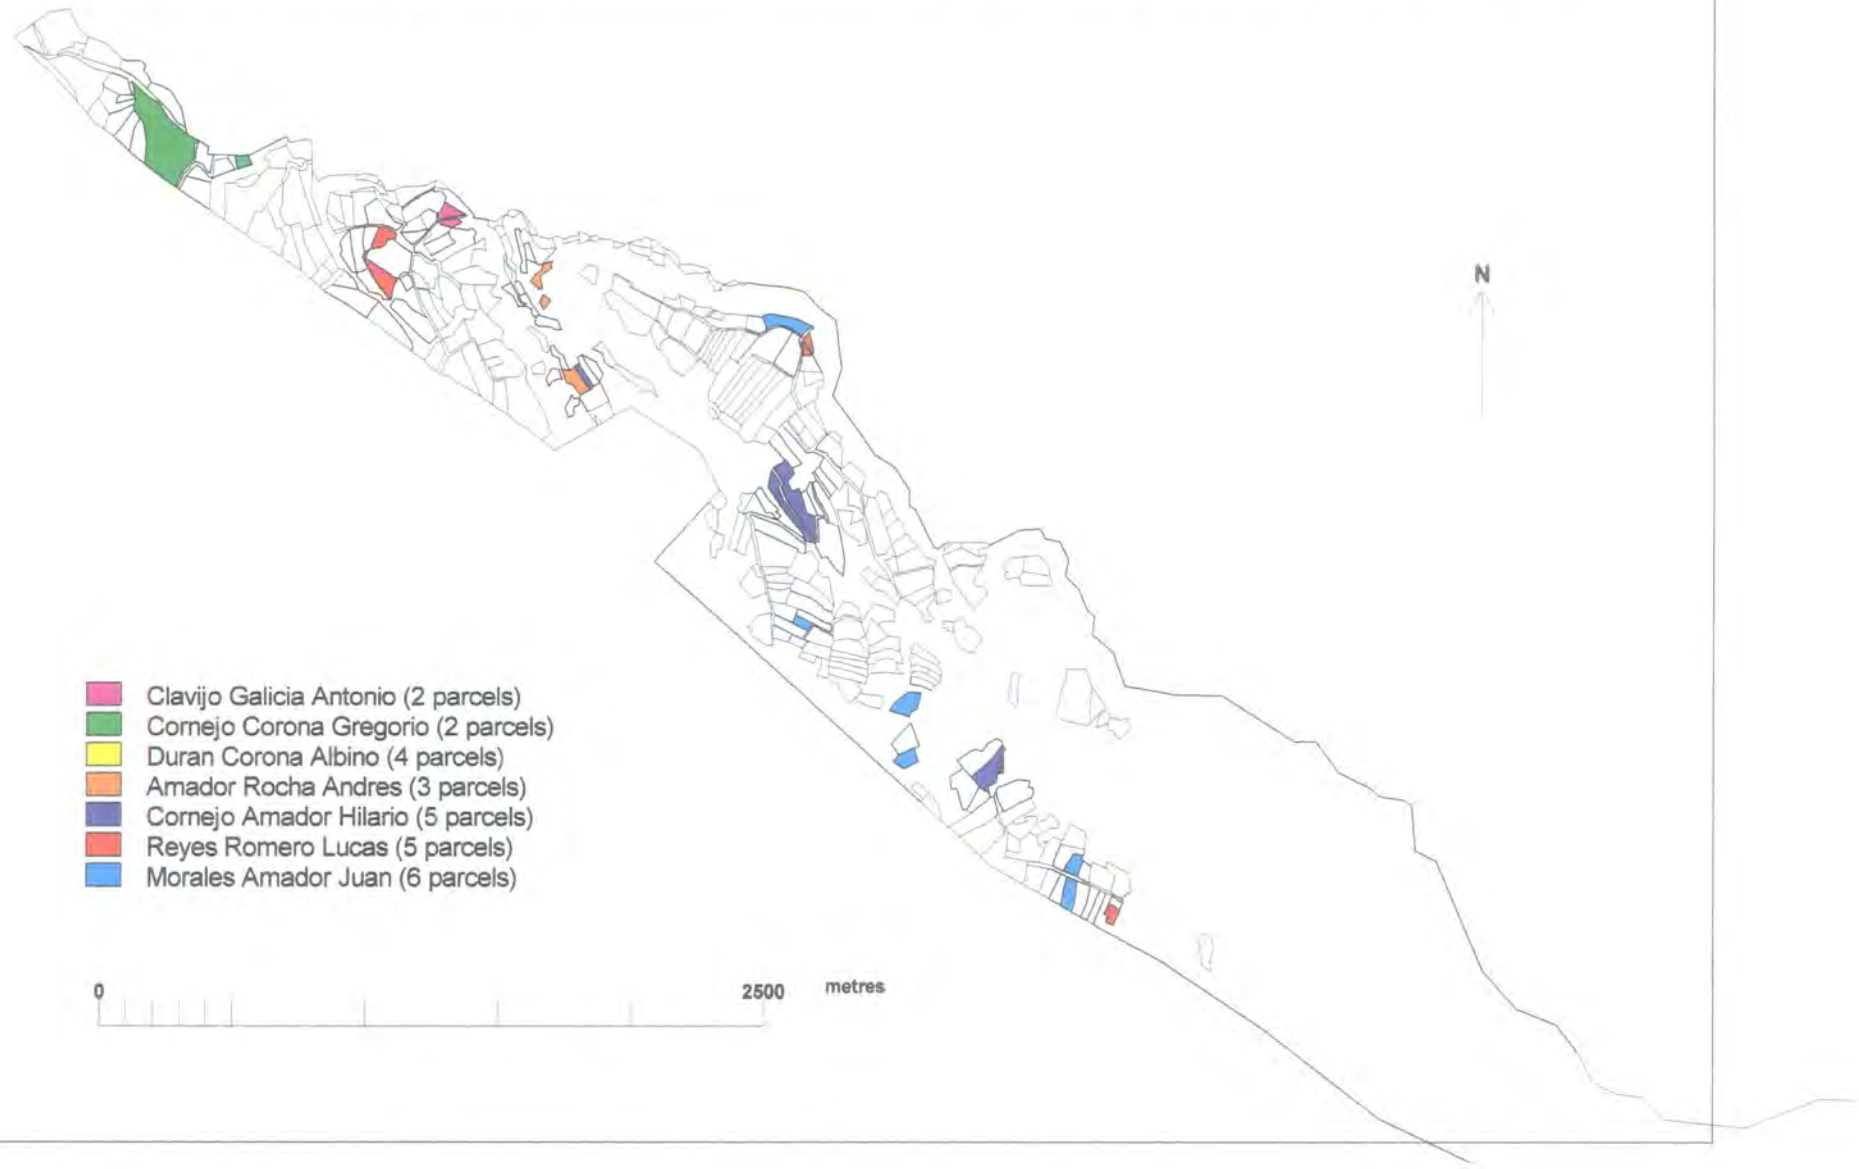 N
Clavijo Galicia Antonio (2 parcels)
Cornejo Corona Gregorio (2 parcels)
Duran Corona Albino (4 parcels)
Amador Rocha Andres (3 parcels)
Cornejo Amador Hilario (5 parcels)
Reyes Romero Lucas (5 parcels)
Morales Amador Juan (6 parcels)
0 2500 metres